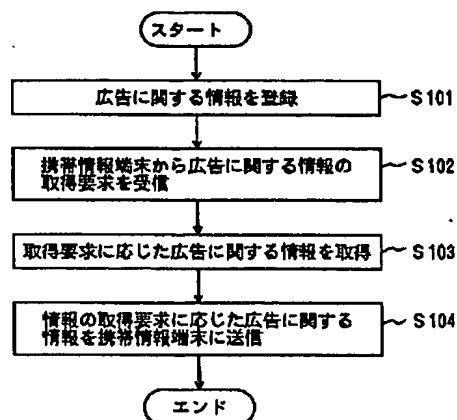 スタート
広告に関する情報を登録
S101
携帯情報端末から広告に関する情報の
取得要求を受信
S102
取得要求に応じた広告に関する情報を取得
S103
情報の取得要求に応じた広告に関する
情報を携帯情報端末に送信
S104
エンド